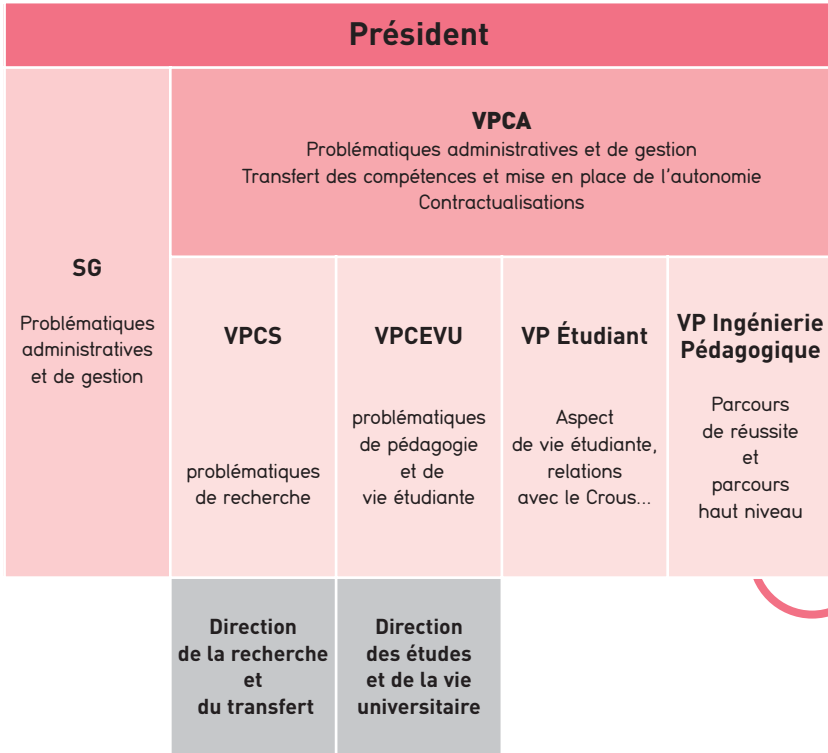 Président
VPCA
Problématiques administratives et de gestion
Transfert des compétences et mise en place de l'autonomie
Contractualisations
SG
Problématiques
administratives
et de gestion
VPCS
problématiques
de recherche
VPCEVU
problématiques
de pédagogie
et de
vie étudiante
VP Étudiant
Aspect
de vie étudiante,
relations
avec le Crous...
VP Ingénierie
Pédagogique
Parcours
de réussite
et
parcours
haut niveau
Direction
de la recherche
et
du transfert
Direction
des études
et de la vie
universitaire